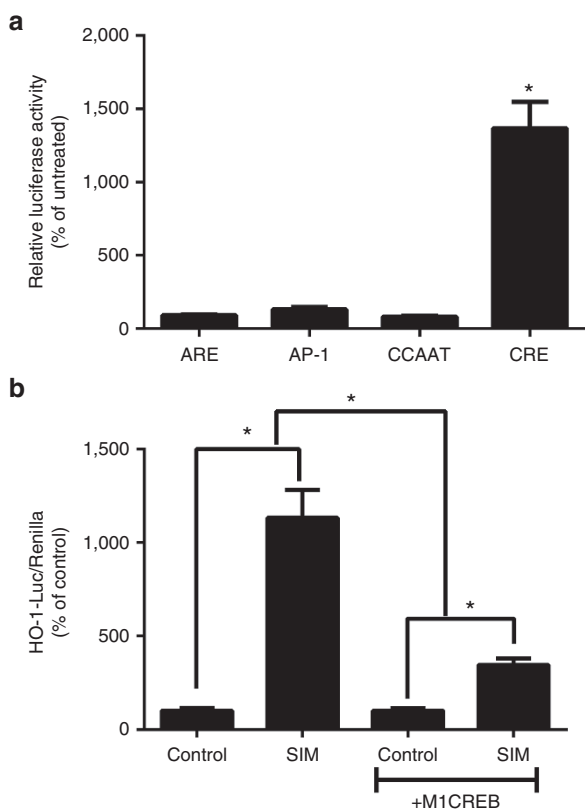 a
2,000
1,500
1,000
500
0
Relative luciferase activity
(% of untreated)
*
ARE AP-1 CCAAT CRE
b
1,500
1,000
500
0
HO-1-Luc/Renilla
(% of control)
*
*
*
Control SIM Control SIM
+M1CREB